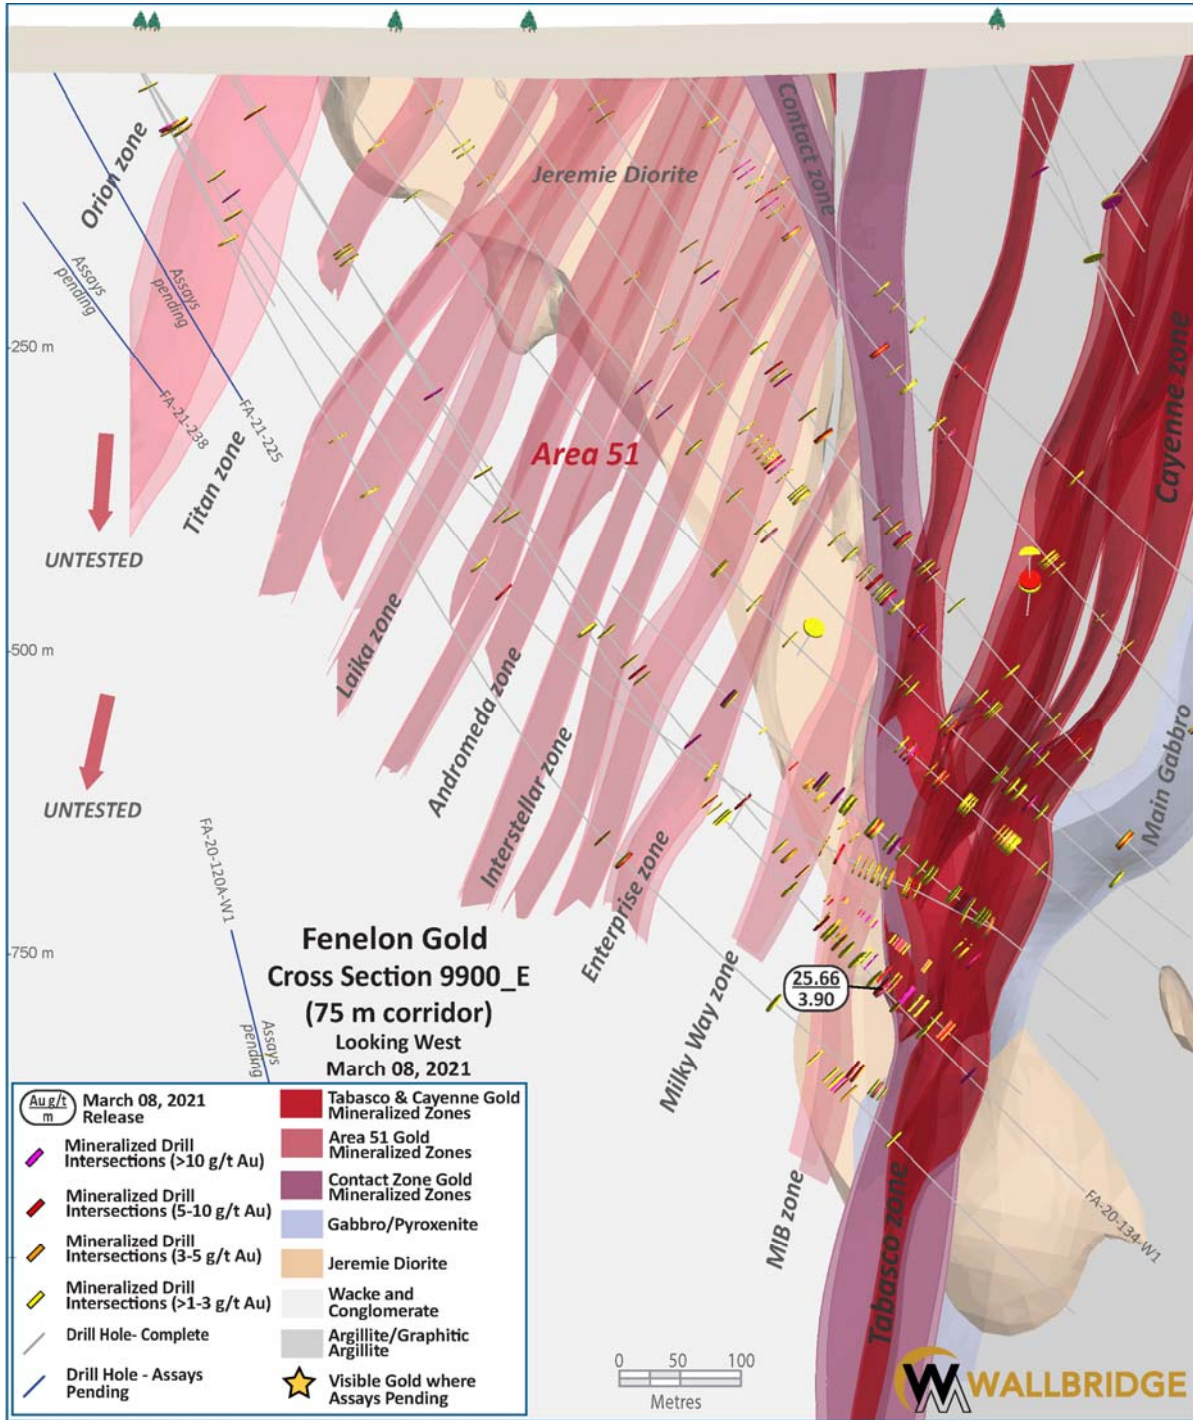 Orion zone
Jeremie Diorite
Contact zone
Assays
pending
Assays
pending
250 m
FA-21-238
FA-21-225
Titan zone
Area 51
Cayenne zone
UNTESTED
500 m
Laika zone
Andromeda zone
Interstellar zone
Enterprise zone
Main Gabbro
UNTESTED
FA-20-120A-W1
750 m
Assays
pending
Milky Way zone
MIB zone
Tabasco zone
FA-20-134-W1
25.66
3.90
Fenelon Gold
Cross Section 9900_E
(75 m corridor)
Looking West
March 08, 2021
Au g/t
m
March 08, 2021
Release
Mineralized Drill
Intersections (>10 g/t Au)
Mineralized Drill
Intersections (5-10 g/t Au)
Mineralized Drill
Intersections (3-5 g/t Au)
Mineralized Drill
Intersections (>1-3 g/t Au)
Drill Hole- Complete
Drill Hole - Assays
Pending
Tabasco & Cayenne Gold
Mineralized Zones
Area 51 Gold
Mineralized Zones
Contact Zone Gold
Mineralized Zones
Gabbro/Pyroxenite
Jeremie Diorite
Wacke and
Conglomerate
Argillite/Graphitic
Argillite
Visible Gold where
Assays Pending
0 50 100
Metres
WALLBRIDGE